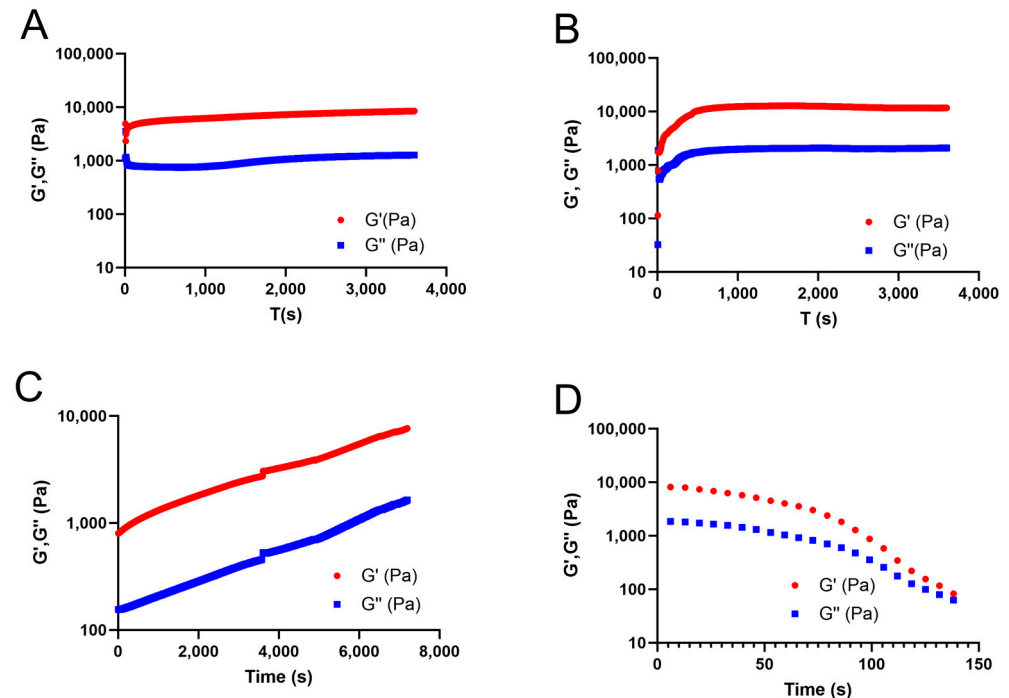 A
G',G'' (Pa)
100,000
10,000
1,000
100
10
0
1,000
2,000
3,000
4,000
T(s)
G'(Pa)
G'' (Pa)
B
G', G'' (Pa)
100,000
10,000
1,000
100
10
0
1,000
2,000
3,000
4,000
T (s)
G' (Pa)
G''(Pa)
C
G',G'' (Pa)
10,000
1,000
100
0
2,000
4,000
6,000
8,000
Time (s)
G' (Pa)
G'' (Pa)
D
G',G'' (Pa)
100,000
10,000
1,000
100
10
0
50
100
150
Time (s)
G' (Pa)
G'' (Pa)